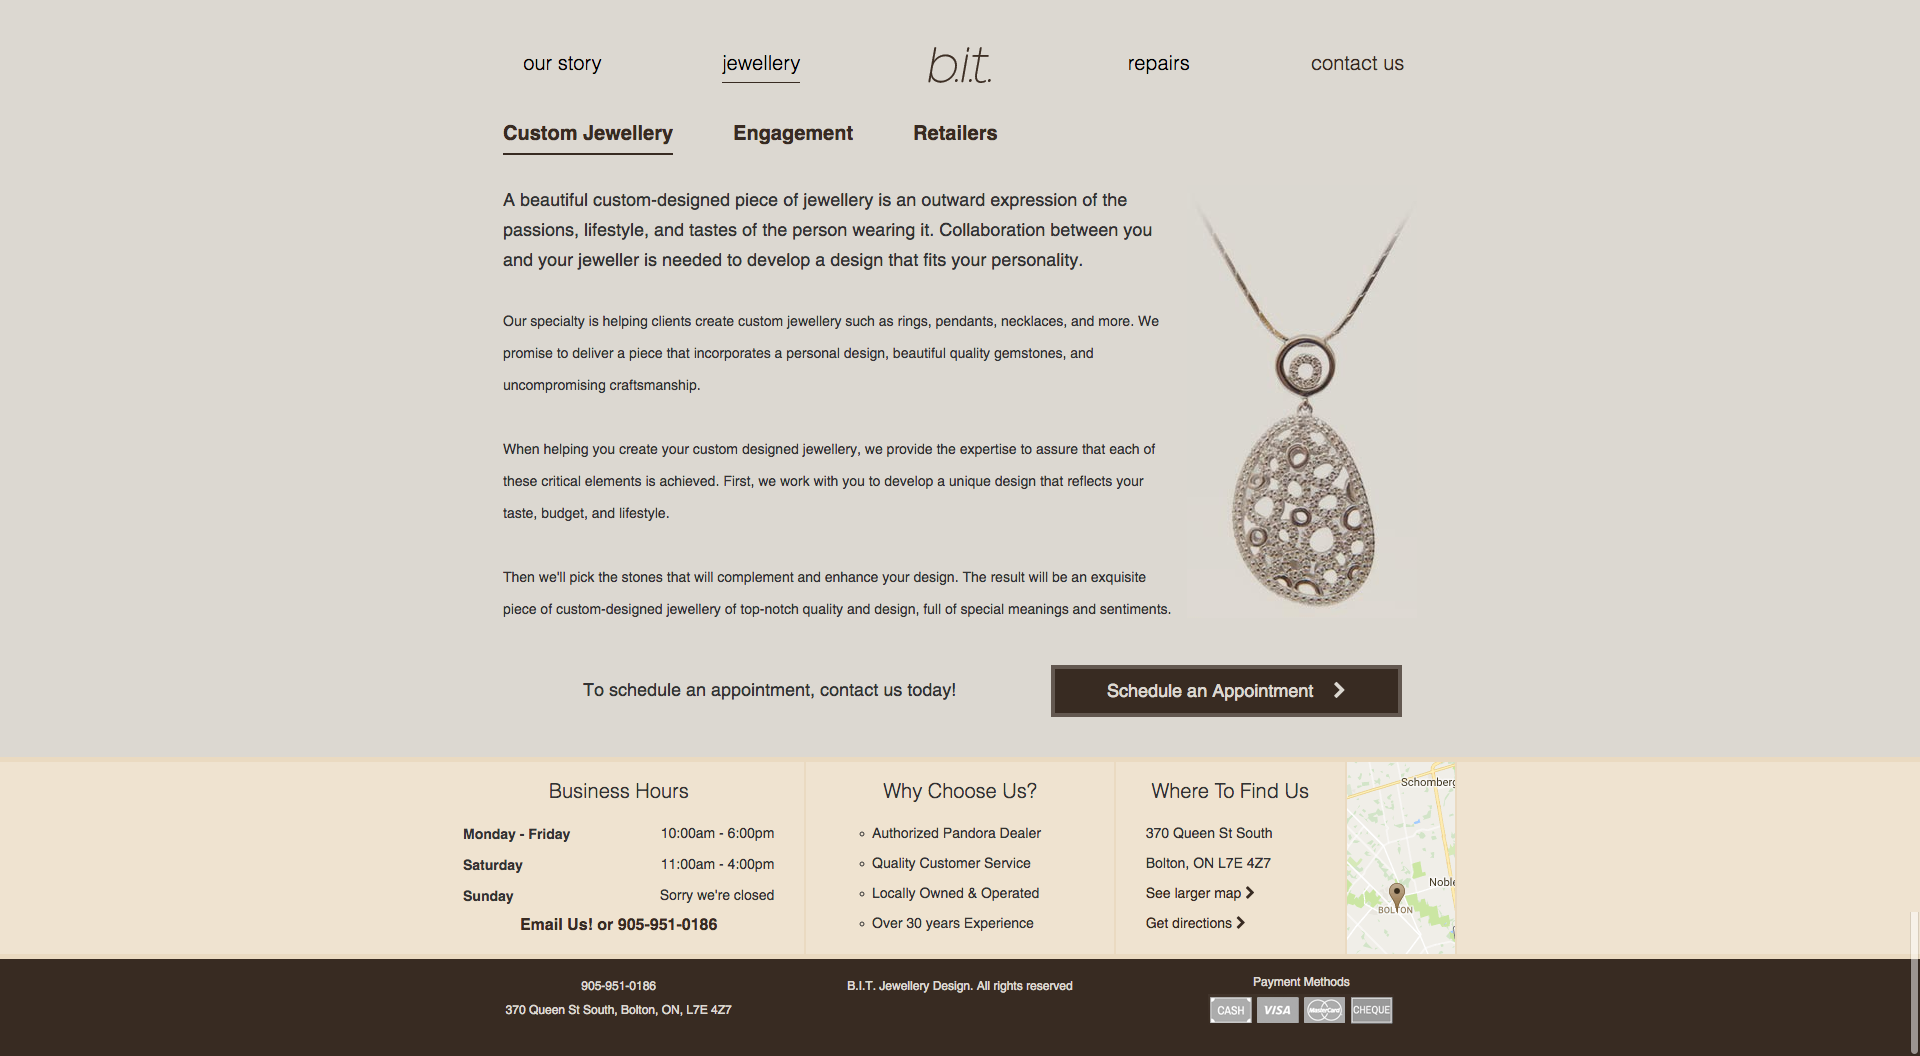 our story
jewellery
b.i.t.
repairs
contact us
Custom Jewellery
Engagement
Retailers
A beautiful custom-designed piece of jewellery is an outward expression of the
passions, lifestyle, and tastes of the person wearing it. Collaboration between you
and your jeweller is needed to develop a design that fits your personality.
Our specialty is helping clients create custom jewellery such as rings, pendants, necklaces, and more. We
promise to deliver a piece that incorporates a personal design, beautiful quality gemstones, and
uncompromising craftsmanship.
When helping you create your custom designed jewellery, we provide the expertise to assure that each of
these critical elements is achieved. First, we work with you to develop a unique design that reflects your
taste, budget, and lifestyle.
Then we'll pick the stones that will complement and enhance your design. The result will be an exquisite
piece of custom-designed jewellery of top-notch quality and design, full of special meanings and sentiments.
To schedule an appointment, contact us today!
Schedule an Appointment
Business Hours
Monday - Friday 10:00am - 6:00pm
Saturday 11:00am - 4:00pm
Sunday Sorry we're closed
Email Us! or 905-951-0186
Why Choose Us?
Authorized Pandora Dealer
Quality Customer Service
Locally Owned & Operated
Over 30 years Experience
Where To Find Us
370 Queen St South
Bolton, ON L7E 4Z7
See larger map
Get directions
Schomberg
Noble
BOLTON
905-951-0186
370 Queen St South, Bolton, ON, L7E 4Z7
B.I.T. Jewellery Design. All rights reserved
Payment Methods
CASH
VISA
MasterCard
CHEQUE